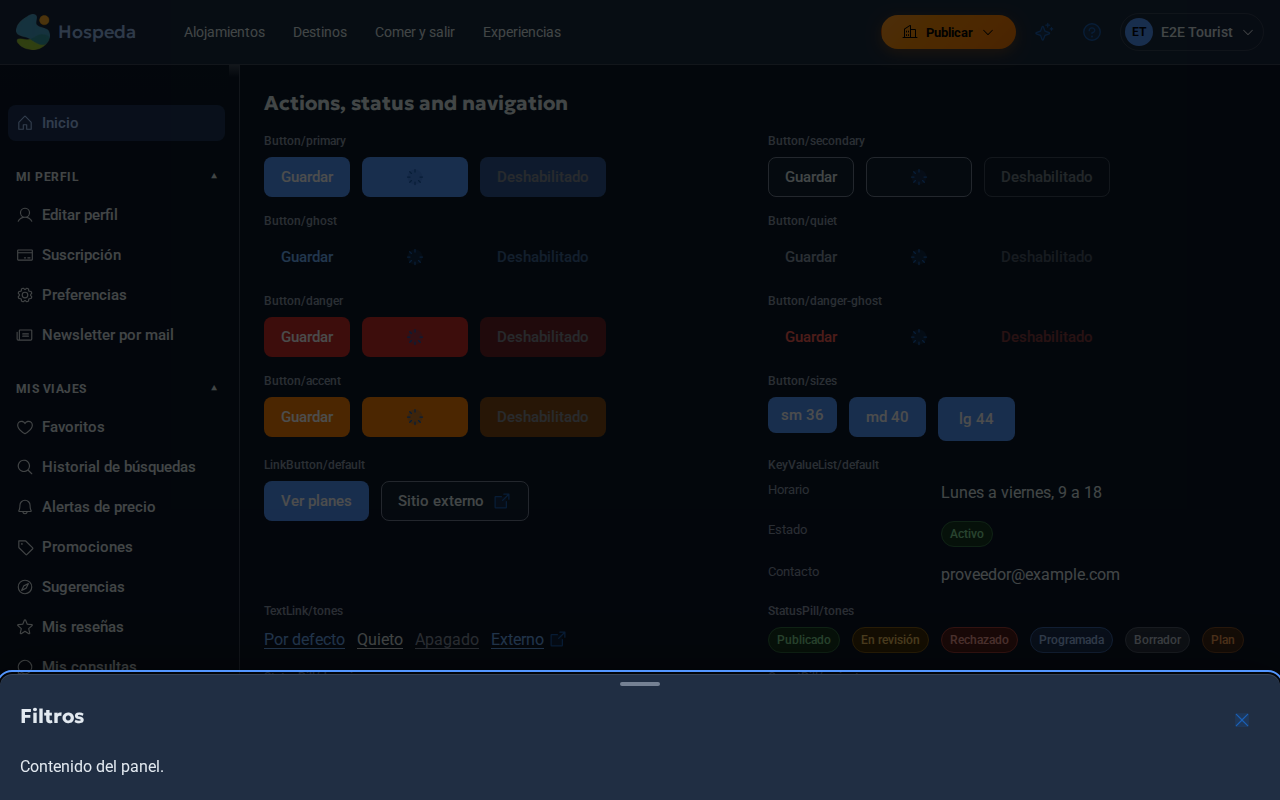 Hospeda
Alojamientos
Destinos
Comer y salir
Experiencias
Publicar
ET
E2E Tourist
Inicio
MI PERFIL
Editar perfil
Suscripción
Preferencias
Newsletter por mail
MIS VIAJES
Favoritos
Historial de búsquedas
Alertas de precio
Promociones
Sugerencias
Mis reseñas
Mis consultas
Actions, status and navigation
Button/primary
Guardar
Deshabilitado
Button/secondary
Guardar
Deshabilitado
Button/ghost
Guardar
Deshabilitado
Button/quiet
Guardar
Deshabilitado
Button/danger
Guardar
Deshabilitado
Button/danger-ghost
Guardar
Deshabilitado
Button/accent
Guardar
Deshabilitado
Button/sizes
sm 36
md 40
lg 44
LinkButton/default
Ver planes
Sitio externo
KeyValueList/default
Horario
Lunes a viernes, 9 a 18
Estado
Activo
Contacto
proveedor@example.com
TextLink/tones
Por defecto
Quieto
Apagado
Externo
StatusPill/tones
Publicado
En revisión
Rechazado
Programada
Borrador
Plan
Filtros
Contenido del panel.